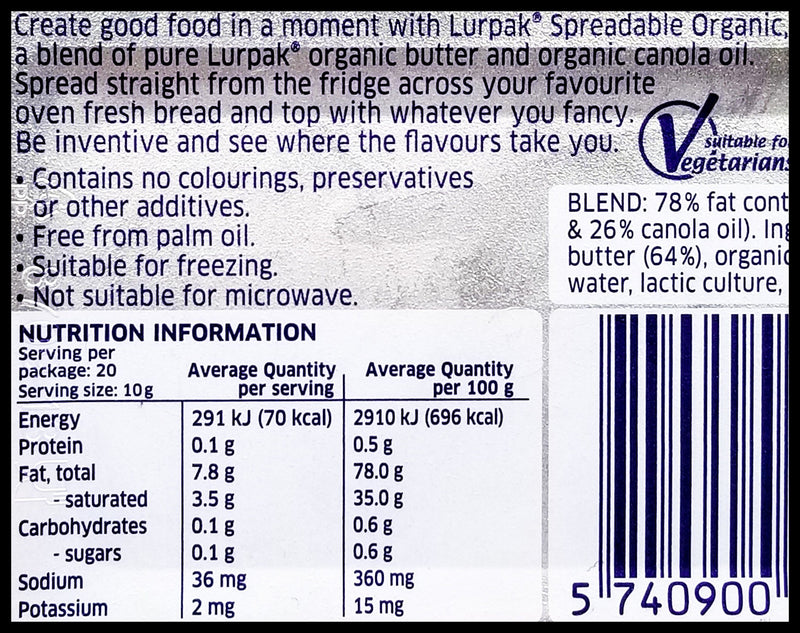 Create good food in a moment with Lurpak® Spreadable Organic,
a blend of pure Lurpak® organic butter and organic canola oil.
Spread straight from the fridge across your favourite
oven fresh bread and top with whatever you fancy.
Be inventive and see where the flavours take you.
suitable fo
Vegetarians
• Contains no colourings, preservatives
or other additives.
• Free from palm oil.
• Suitable for freezing.
• Not suitable for microwave.
BLEND: 78% fat cont
& 26% canola oil). Ing
butter (64%), organic
water, lactic culture,
NUTRITION INFORMATION
Serving per
package: 20
Serving size: 10g
Average Quantity
per serving
Average Quantity
per 100 g
Energy 291 kJ (70 kcal) 2910 kJ (696 kcal)
Protein 0.1 g 0.5 g
Fat, total 7.8 g 78.0 g
- saturated 3.5 g 35.0 g
Carbohydrates 0.1 g 0.6 g
- sugars 0.1 g 0.6 g
Sodium 36 mg 360 mg
Potassium 2 mg 15 mg
5 740900